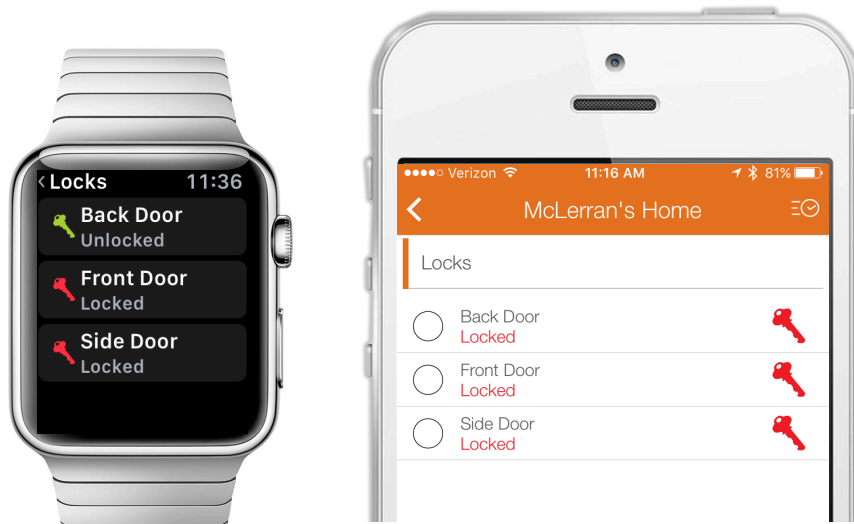 Locks 11:36
Back Door
Unlocked
Front Door
Locked
Side Door
Locked
Verizon 11:16 AM 81%
McLerran's Home
Locks
Back Door
Locked
Front Door
Locked
Side Door
Locked